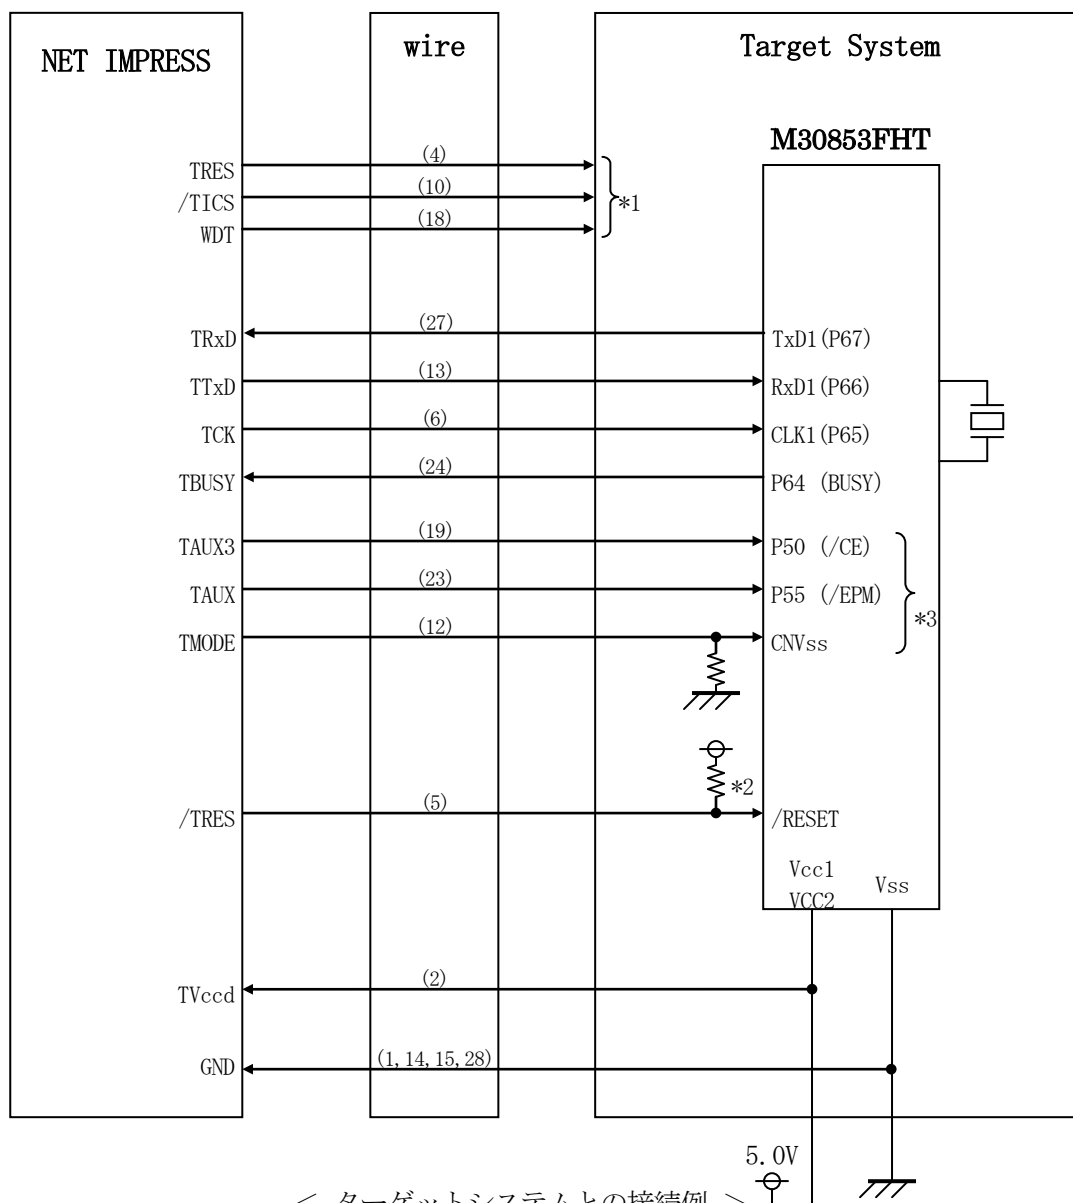 NET IMPRESS
wire
Target System
M30853FHT
TRES
(4)
/TICS
(10)
*1
WDT
(18)
TRxD
(27)
TxD1(P67)
TTxD
(13)
RxD1(P66)
TCK
(6)
CLK1(P65)
TBUSY
(24)
P64 (BUSY)
TAUX3
(19)
P50 (/CE)
TAUX
(23)
P55 (/EPM)
*3
TMODE
(12)
CNVss
*2
/TRES
(5)
/RESET
Vcc1
VCC2
Vss
TVccd
(2)
GND
(1,14,15,28)
5.0V
< ターゲットシステムとの接続例 >